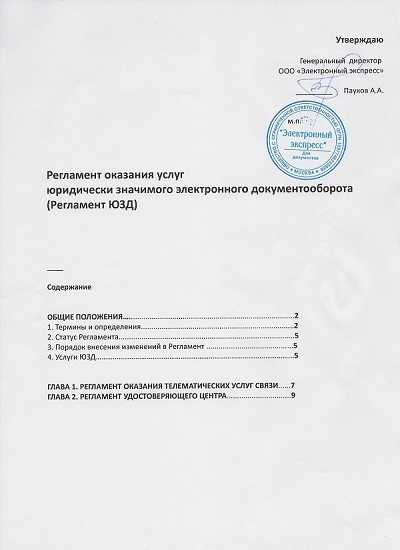 Утверждаю
Генеральный директор
ООО «Электронный экспресс»
Пауков А.А.
м.п.
"Электронный
экспресс"
Для
документов
МОСКВА
Регламент оказания услуг
юридически значимого электронного документооборота
(Регламент ЮЗД)
Содержание
ОБЩИЕ ПОЛОЖЕНИЯ...2
1. Термины и определения...2
2. Статус Регламента...5
3. Порядок внесения изменений в Регламент ...5
4. Услуги ЮЗД...5
ГЛАВА 1. РЕГЛАМЕНТ ОКАЗАНИЯ ТЕЛЕМАТИЧЕСКИХ УСЛУГ СВЯЗИ......7
ГЛАВА 2. РЕГЛАМЕНТ УДОСТОВЕРЯЮЩЕГО ЦЕНТРА...9